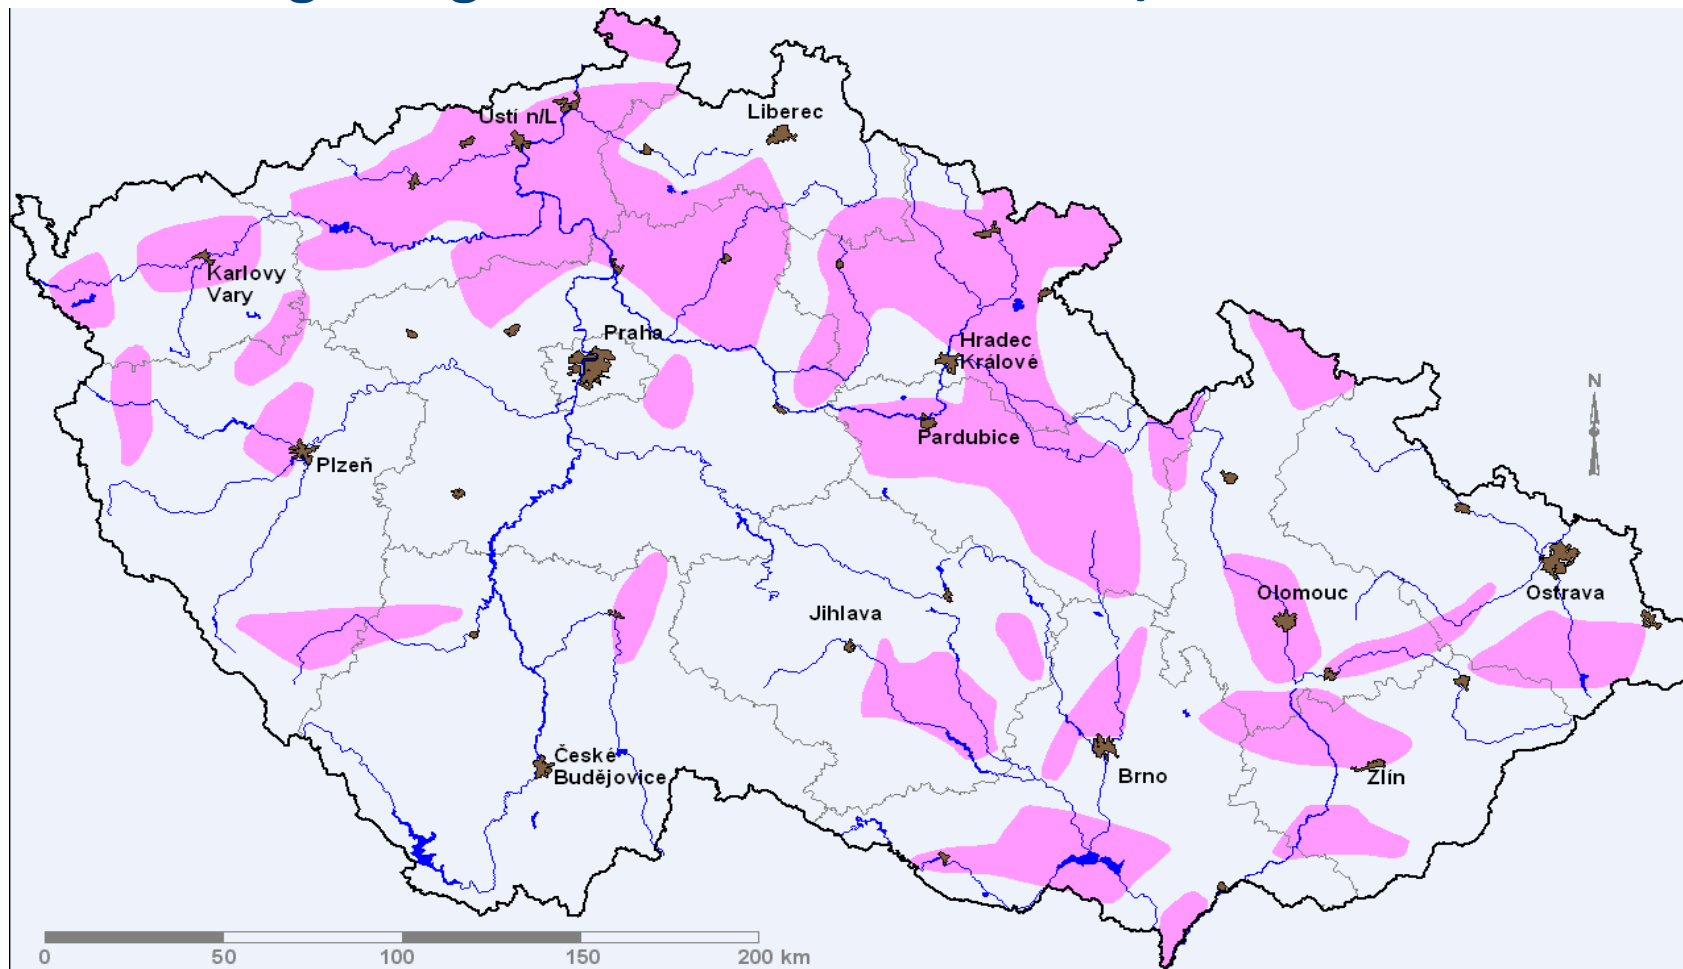 Ústí n/L
Liberec
Karlovy
Vary
Praha
Hradec
Králové
Pardubice
Plzeň
Olomouc
Ostrava
Jihlava
České
Budějovice
Brno
Zlín
N
0 50 100 150 200 km